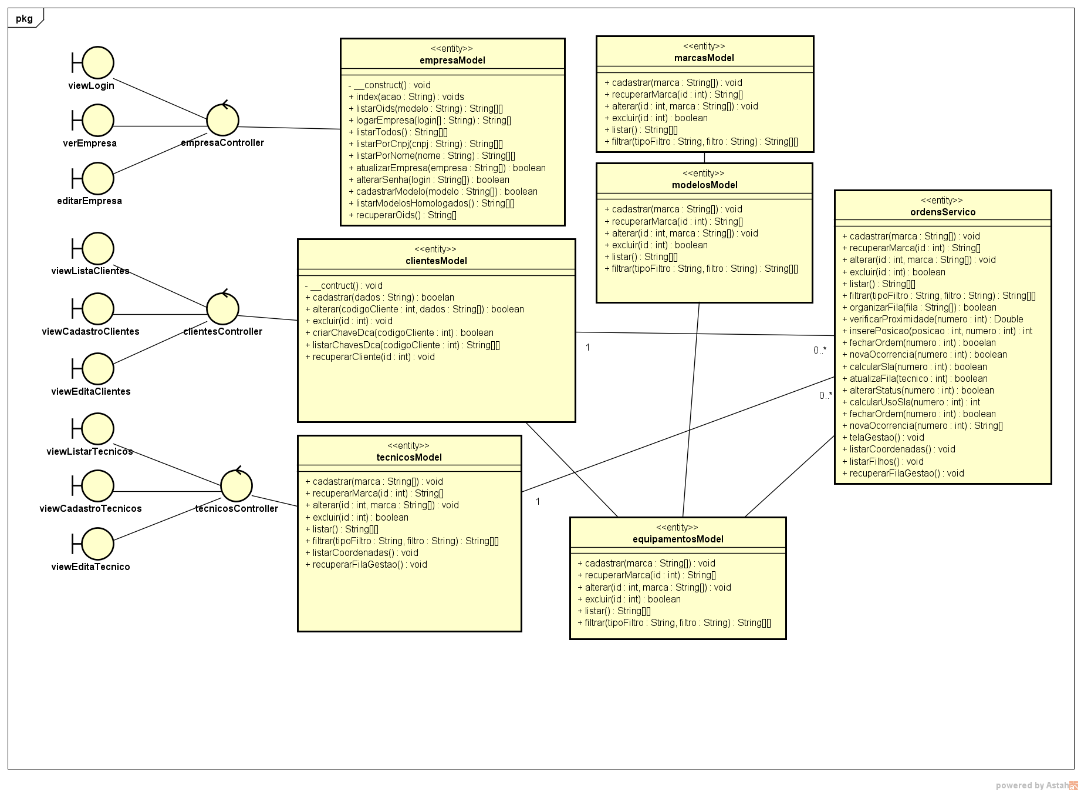 pkg
viewLogin
verEmpresa
editarEmpresa
empresaController
viewListaClientes
viewCadastroClientes
viewEditaClientes
clientesController
viewListarTecnicos
viewCadastroTecnicos
viewEditaTecnico
tecnicosController
<<entity>>
empresaModel
- __construct() : void
+ index(acao : String) : voids
+ listarOids(modelo : String) : String[][]
+ logarEmpresa(login[] : String) : String[]
+ listarTodos() : String[][]
+ listarPorCnpj(cnpj : String) : String[][]
+ listarPorNome(nome : String) : String[][]
+ atualizarEmpresa(empresa : String[]) : boolean
+ alterarSenha(login : String[]) : boolean
+ cadastrarModelo(modelo : String[]) : boolean
+ listarModelosHomologados() : String[][]
+ recuperarOids() : String[]
<<entity>>
clientesModel
- __contruct() : void
+ cadastrar(dados : String) : booelan
+ alterar(codigoCliente : int, dados : String[]) : boolean
+ excluir(id : int) : void
+ criarChaveDca(codigoCliente : int) : boolean
+ listarChavesDca(codigoCliente : int) : String[][]
+ recuperarCliente(id : int) : void
<<entity>>
tecnicosModel
+ cadastrar(marca : String[]) : void
+ recuperarMarca(id : int) : String[]
+ alterar(id : int, marca : String[]) : void
+ excluir(id : int) : boolean
+ listar() : String[][]
+ filtrar(tipoFiltro : String, filtro : String) : String[][]
+ listarCoordenadas() : void
+ recuperarFilaGestao() : void
<<entity>>
marcasModel
+ cadastrar(marca : String[]) : void
+ recuperarMarca(id : int) : String[]
+ alterar(id : int, marca : String[]) : void
+ excluir(id : int) : boolean
+ listar() : String[][]
+ filtrar(tipoFiltro : String, filtro : String) : String[][]
<<entity>>
modelosModel
+ cadastrar(marca : String[]) : void
+ recuperarMarca(id : int) : String[]
+ alterar(id : int, marca : String[]) : void
+ excluir(id : int) : boolean
+ listar() : String[][]
+ filtrar(tipoFiltro : String, filtro : String) : String[][]
<<entity>>
ordensServico
+ cadastrar(marca : String[]) : void
+ recuperarMarca(id : int) : String[]
+ alterar(id : int, marca : String[]) : void
+ excluir(id : int) : boolean
+ listar() : String[][]
+ filtrar(tipoFiltro : String, filtro : String) : String[][]
+ organizarFila(fila : String[]) : boolean
+ verificarProximidade(numero : int) : Double
+ inserePosicao(posicao : int, numero : int) : int
+ fecharOrdem(numero : int) : boolean
+ novaOcorrencia(numero : int) : boolean
+ calcularSla(numero : int) : boolean
+ atualizaFila(tecnico : int) : boolean
+ alterarStatus(numero : int) : boolean
+ calcularUsoSla(numero : int) : int
+ fecharOrdem(numero : int) : boolean
+ novaOcorrencia(numero : int) : String[]
+ telaGestao() : void
+ listarCoordenadas() : void
+ listarFilhos() : void
+ recuperarFilaGestao() : void
<<entity>>
equipamentosModel
+ cadastrar(marca : String[]) : void
+ recuperarMarca(id : int) : String[]
+ alterar(id : int, marca : String[]) : void
+ excluir(id : int) : boolean
+ listar() : String[][]
+ filtrar(tipoFiltro : String, filtro : String) : String[][]
1
0..*
0..*
1
powered by Astah